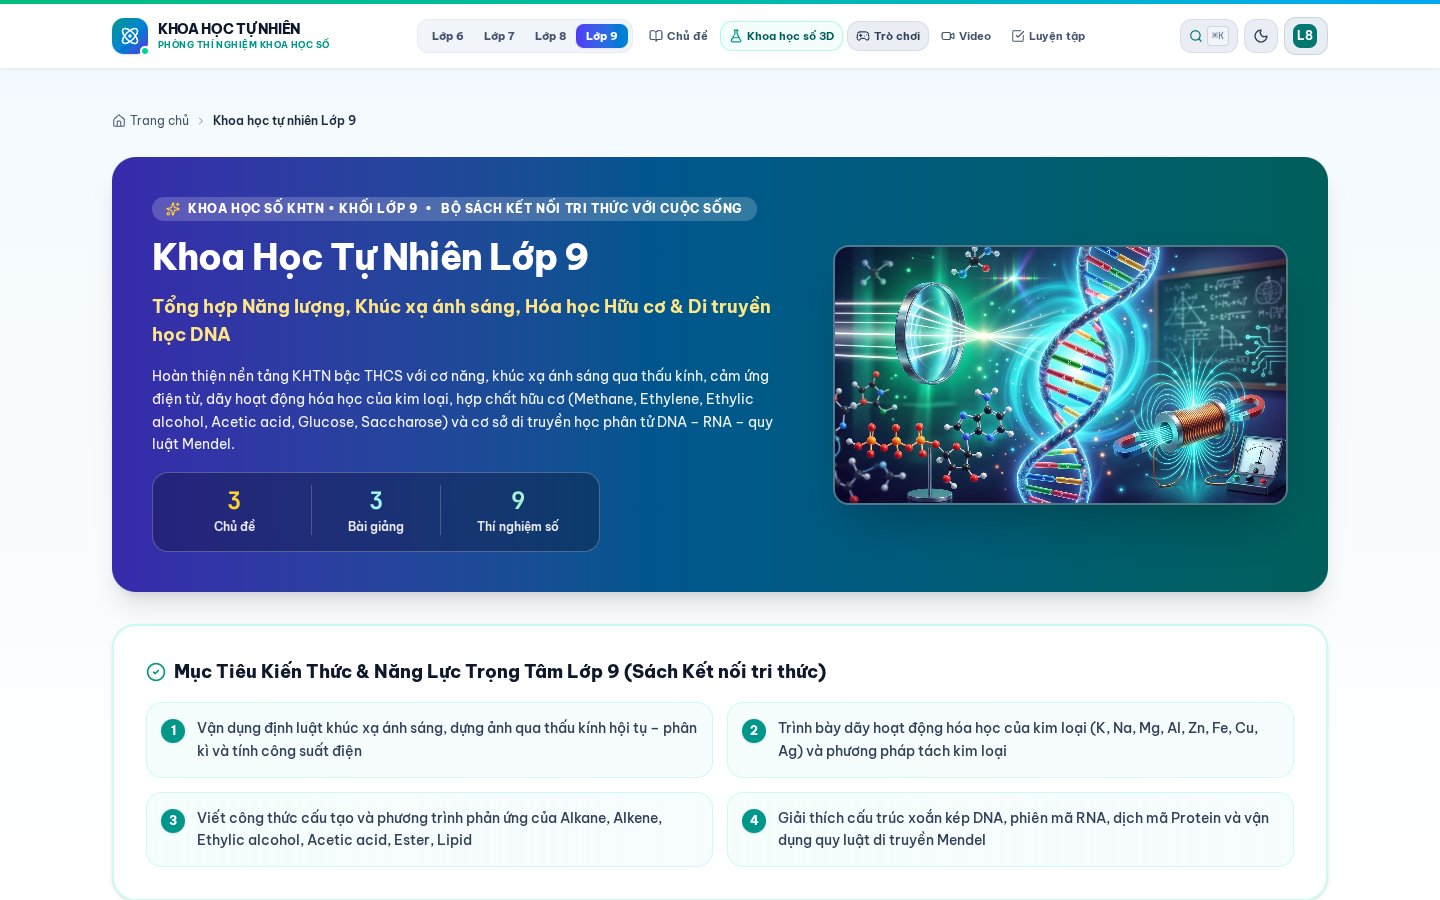 KHOA HỌC TỰ NHIÊN
PHÒNG THÍ NGHIỆM KHOA HỌC SỐ
Lớp 6
Lớp 7
Lớp 8
Lớp 9
Chủ đề
Khoa học số 3D
Trò chơi
Video
Luyện tập
⌘K
L8
Trang chủ
Khoa học tự nhiên Lớp 9
KHOA HỌC SỐ KHTN • KHỐI LỚP 9 • BỘ SÁCH KẾT NỐI TRI THỨC VỚI CUỘC SỐNG
Khoa Học Tự Nhiên Lớp 9
Tổng hợp Năng lượng, Khúc xạ ánh sáng, Hóa học Hữu cơ & Di truyền
học DNA
Hoàn thiện nền tảng KHTN bậc THCS với cơ năng, khúc xạ ánh sáng qua thấu kính, cảm ứng
điện từ, dãy hoạt động hóa học của kim loại, hợp chất hữu cơ (Methane, Ethylene, Ethylic
alcohol, Acetic acid, Glucose, Saccharose) và cơ sở di truyền học phân tử DNA – RNA – quy
luật Mendel.
3
Chủ đề
3
Bài giảng
9
Thí nghiệm số
Mục Tiêu Kiến Thức & Năng Lực Trọng Tâm Lớp 9 (Sách Kết nối tri thức)
1
Vận dụng định luật khúc xạ ánh sáng, dựng ảnh qua thấu kính hội tụ – phân
kì và tính công suất điện
2
Trình bày dãy hoạt động hóa học của kim loại (K, Na, Mg, Al, Zn, Fe, Cu,
Ag) và phương pháp tách kim loại
3
Viết công thức cấu tạo và phương trình phản ứng của Alkane, Alkene,
Ethylic alcohol, Acetic acid, Ester, Lipid
4
Giải thích cấu trúc xoắn kép DNA, phiên mã RNA, dịch mã Protein và vận
dụng quy luật di truyền Mendel